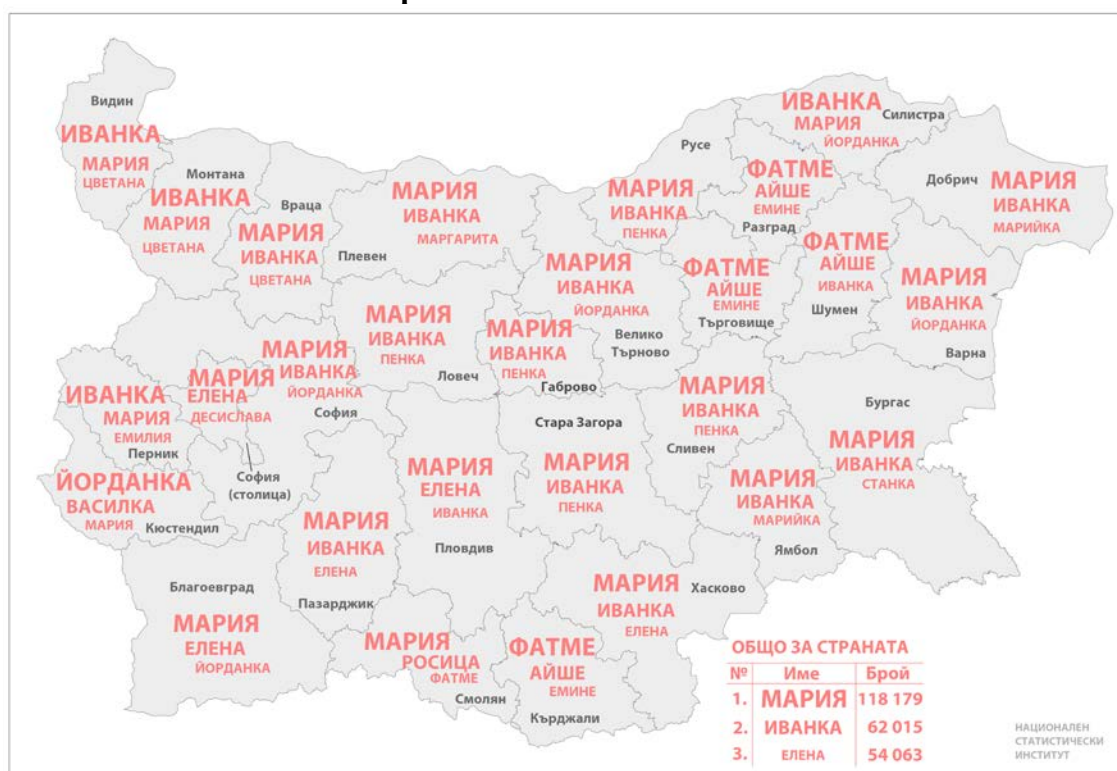 Видин
ИВАНКА
МАРИЯ
ЦВЕТАНА
Монтана
ИВАНКА
МАРИЯ
ЦВЕТАНА
Враца
МАРИЯ
ИВАНКА
ЦВЕТАНА
МАРИЯ
ИВАНКА
МАРГАРИТА
Плевен
Русе
МАРИЯ
ИВАНКА
ПЕНКА
ИВАНКА
Силистра
МАРИЯ
ЙОРДАНКА
ФАТМЕ
АЙШЕ
ЕМИНЕ
Разград
Добрич
МАРИЯ
ИВАНКА
МАРИЙКА
МАРИЯ
ИВАНКА
ЙОРДАНКА
Велико
Търново
ФАТМЕ
АЙШЕ
ЕМИНЕ
Търговище
ФАТМЕ
АЙШЕ
ИВАНКА
Шумен
МАРИЯ
ИВАНКА
ЙОРДАНКА
Варна
МАРИЯ
ИВАНКА
ПЕНКА
Ловеч
МАРИЯ
ИВАНКА
ПЕНКА
Габрово
МАРИЯ
ИВАНКА
ЙОРДАНКА
София
МАРИЯ
ЕЛЕНА
ДЕСИСЛАВА
София
(столица)
ИВАНКА
МАРИЯ
ЕМИЛИЯ
Перник
ЙОРДАНКА
ВАСИЛКА
МАРИЯ
Кюстендил
МАРИЯ
ИВАНКА
ЕЛЕНА
Пазарджик
МАРИЯ
ЕЛЕНА
ИВАНКА
Пловдив
Стара Загора
МАРИЯ
ИВАНКА
ПЕНКА
МАРИЯ
ИВАНКА
ПЕНКА
Сливен
Бургас
МАРИЯ
ИВАНКА
СТАНКА
МАРИЯ
ИВАНКА
МАРИЙКА
Ямбол
Благоевград
МАРИЯ
ЕЛЕНА
ЙОРДАНКА
МАРИЯ
РОСИЦА
ФАТМЕ
Смолян
ФАТМЕ
АЙШЕ
ЕМИНЕ
Кърджали
МАРИЯ
ИВАНКА
ЕЛЕНА
Хасково
ОБЩО ЗА СТРАНАТА
№ Име Брой
1. МАРИЯ 118 179
2. ИВАНКА 62 015
3. ЕЛЕНА 54 063
НАЦИОНАЛЕН
СТАТИСТИЧЕСКИ
ИНСТИТУТ